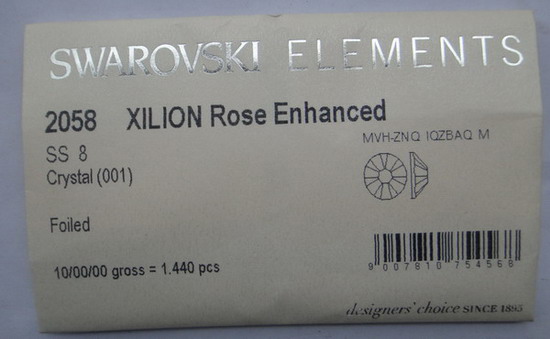 SWAROVSKI ELEMENTS
2058 XILION Rose Enhanced
MVH-ZNQ IQZBAQ M
SS 8
Crystal (001)
Foiled
9 007810 754568
10/00/00 gross = 1.440 pcs
designers' choice SINCE 1895